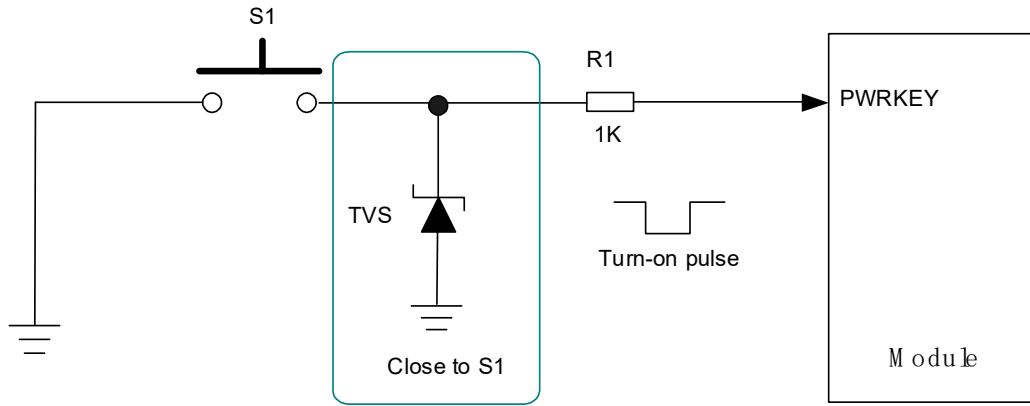 S1
R1
PWRKEY
1K
TVS
Turn-on pulse
Close to S1
Module